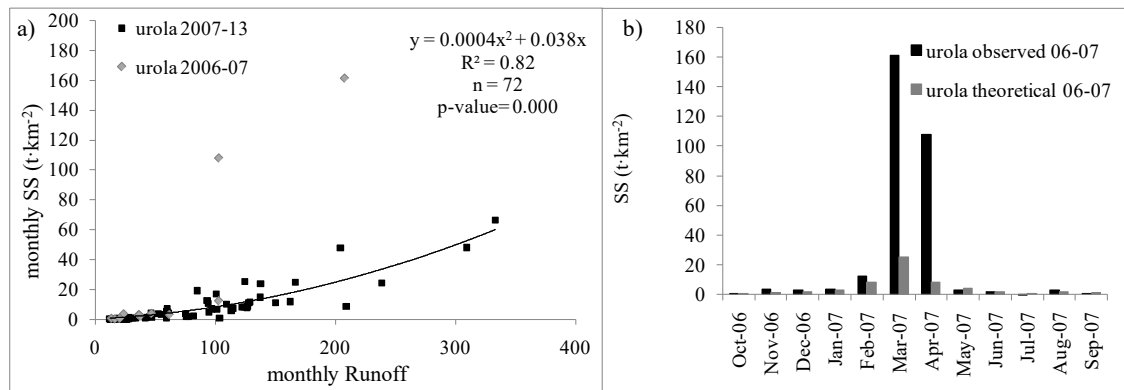 a)
urola 2007-13
urola 2006-07
y = 0.0004x² + 0.038x
R² = 0.82
n = 72
p-value= 0.000
monthly SS (t·km⁻²)
200
180
160
140
120
100
80
60
40
20
0
0 100 200 300 400
monthly Runoff
b)
urola observed 06-07
urola theoretical 06-07
SS (t·km⁻²)
180
160
140
120
100
80
60
40
20
0
Oct-06
Nov-06
Dec-06
Jan-07
Feb-07
Mar-07
Apr-07
May-07
Jun-07
Jul-07
Aug-07
Sep-07